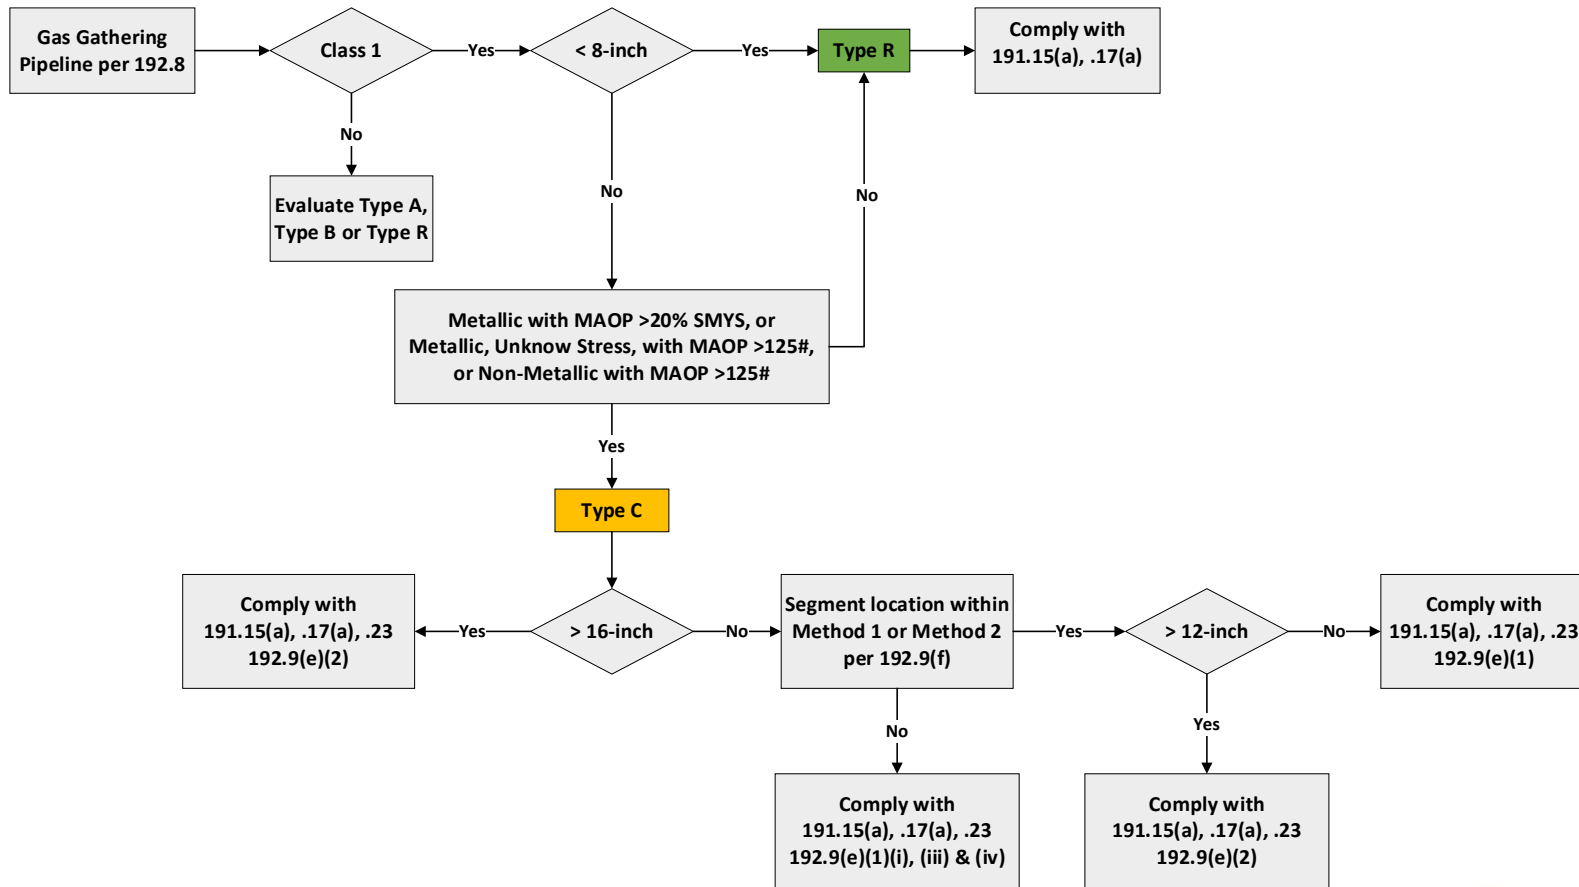 Gas Gathering
Pipeline per 192.8
Class 1
Yes
< 8-inch
Yes
Type R
Comply with
191.15(a), .17(a)
No
Evaluate Type A,
Type B or Type R
No
No
Metallic with MAOP >20% SMYS, or
Metallic, Unknow Stress, with MAOP >125#,
or Non-Metallic with MAOP >125#
Yes
Type C
Comply with
191.15(a), .17(a), .23
192.9(e)(2)
Yes
> 16-inch
No
Segment location within
Method 1 or Method 2
per 192.9(f)
Yes
> 12-inch
No
Comply with
191.15(a), .17(a), .23
192.9(e)(1)
No
Yes
Comply with
191.15(a), .17(a), .23
192.9(e)(1)(i), (iii) & (iv)
Comply with
191.15(a), .17(a), .23
192.9(e)(2)